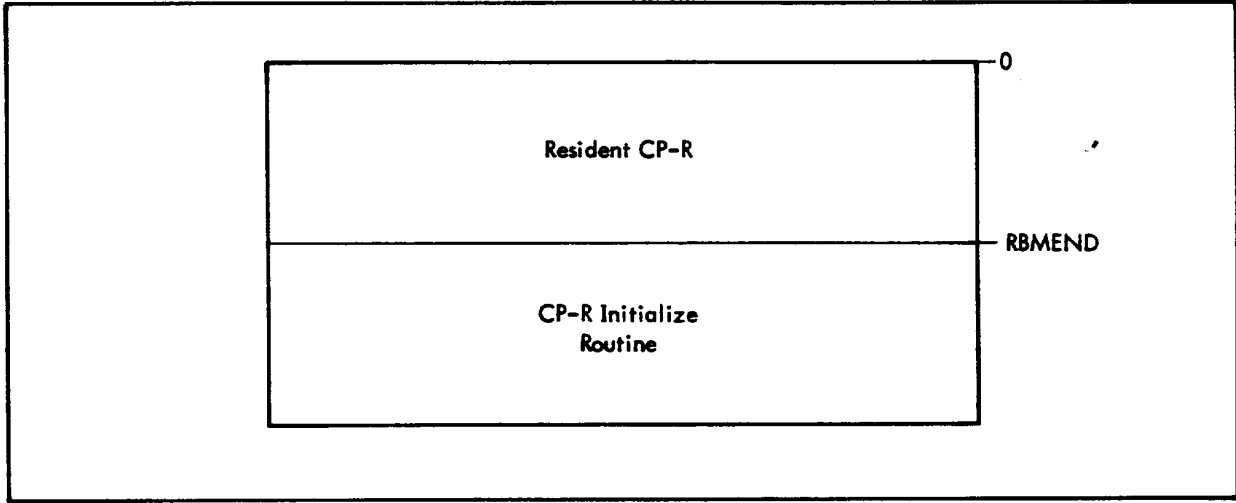 0
Resident CP-R
RBMEND
CP-R Initialize
Routine